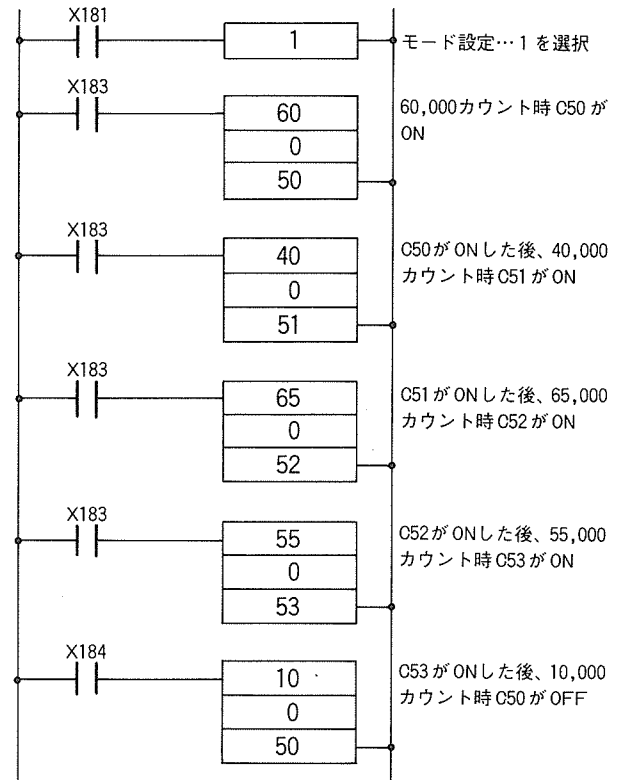 X181
1
モード設定…1を選択
X183
60
0
50
60,000カウント時C50が
ON
X183
40
0
51
C50がONした後、40,000
カウント時C51がON
X183
65
0
52
C51がONした後、65,000
カウント時C52がON
X183
55
0
53
C52がONした後、55,000
カウント時C53がON
X184
10
0
50
C53がONした後、10,000
カウント時C50がOFF